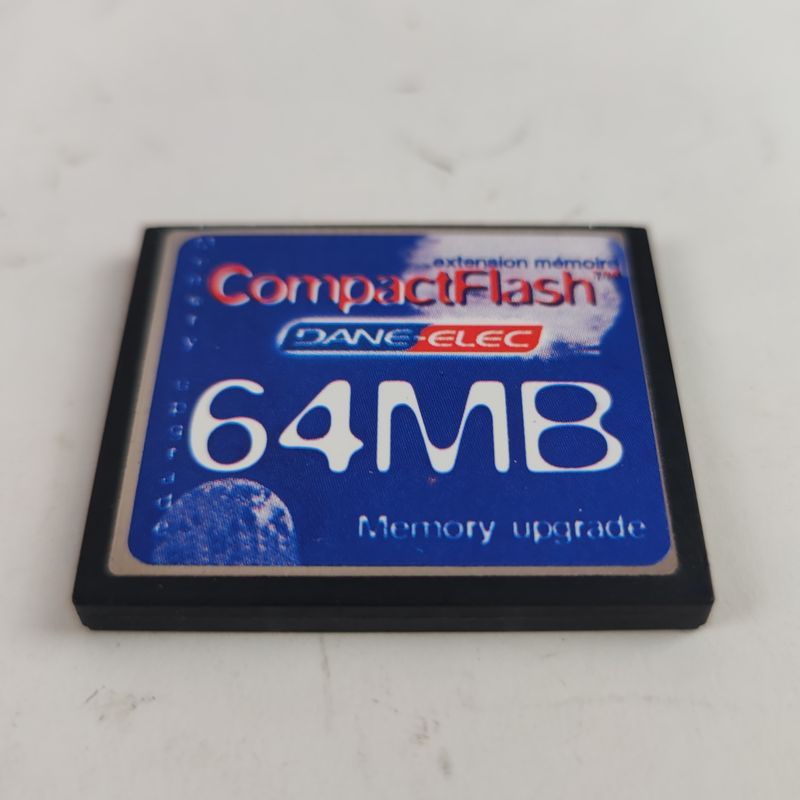 extension mémoire
CompactFlash™
DANE-ELEC
64MB
Memory upgrade